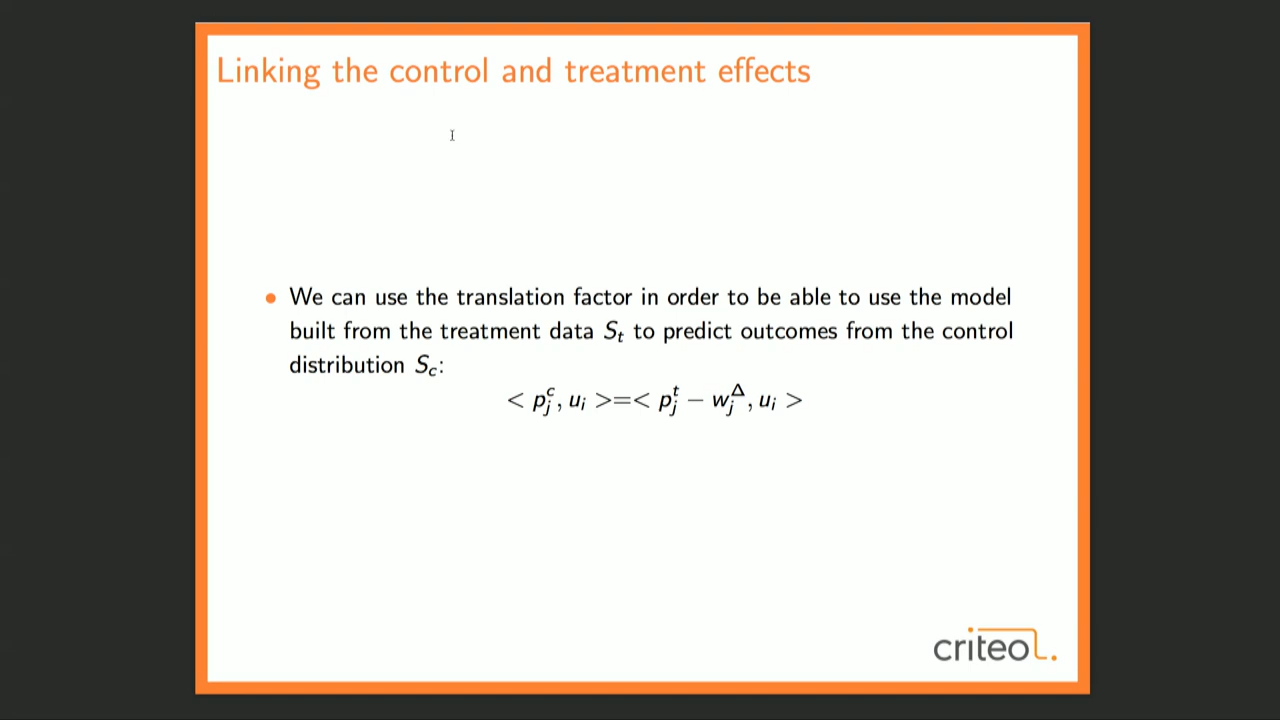 Linking the control and treatment effects
• We can use the translation factor in order to be able to use the model
built from the treatment data S_t to predict outcomes from the control
distribution S_c:
< p_j^c, u_i >=< p_j^t − w_j^Δ, u_i >
criteo.